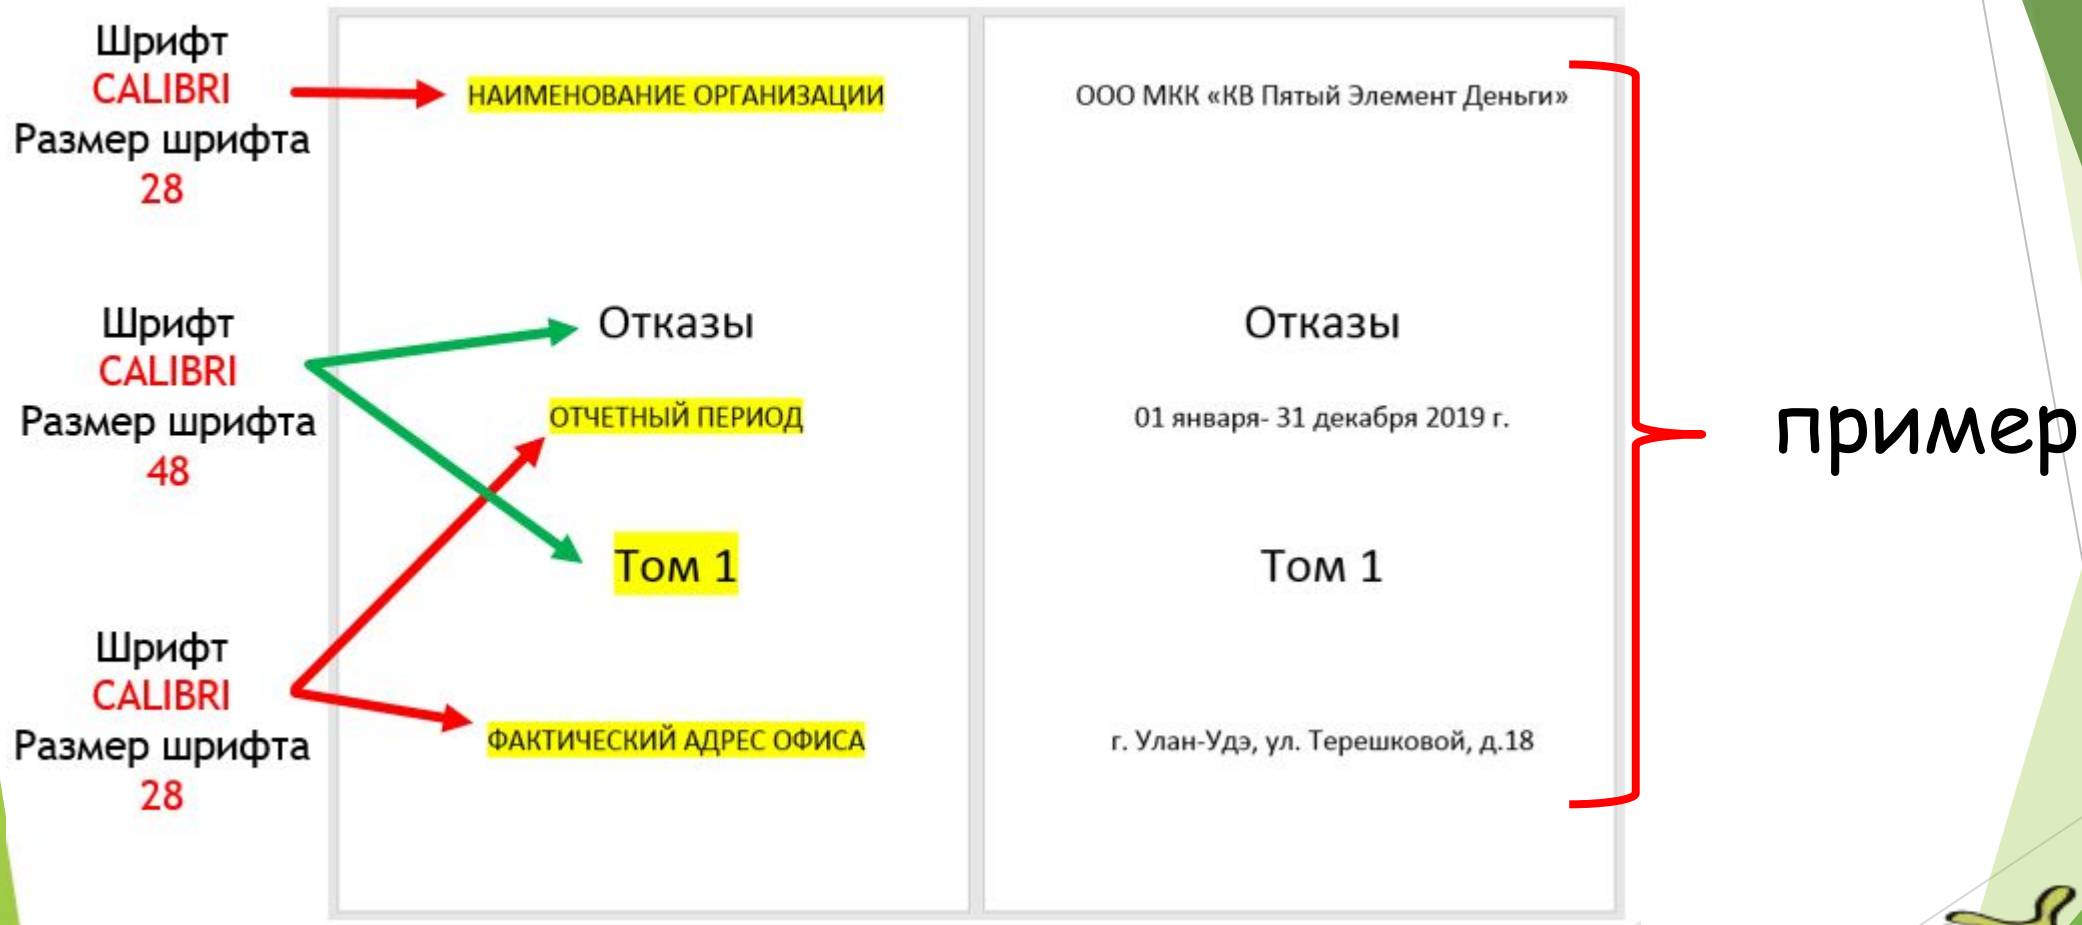 Шрифт
CALIBRI
Размер шрифта
28
НАИМЕНОВАНИЕ ОРГАНИЗАЦИИ
Шрифт
CALIBRI
Размер шрифта
48
Отказы
ОТЧЕТНЫЙ ПЕРИОД
Том 1
Шрифт
CALIBRI
Размер шрифта
28
ФАКТИЧЕСКИЙ АДРЕС ОФИСА
ООО МКК «КВ Пятый Элемент Деньги»
Отказы
01 января- 31 декабря 2019 г.
Том 1
г. Улан-Удэ, ул. Терешковой, д.18
пример